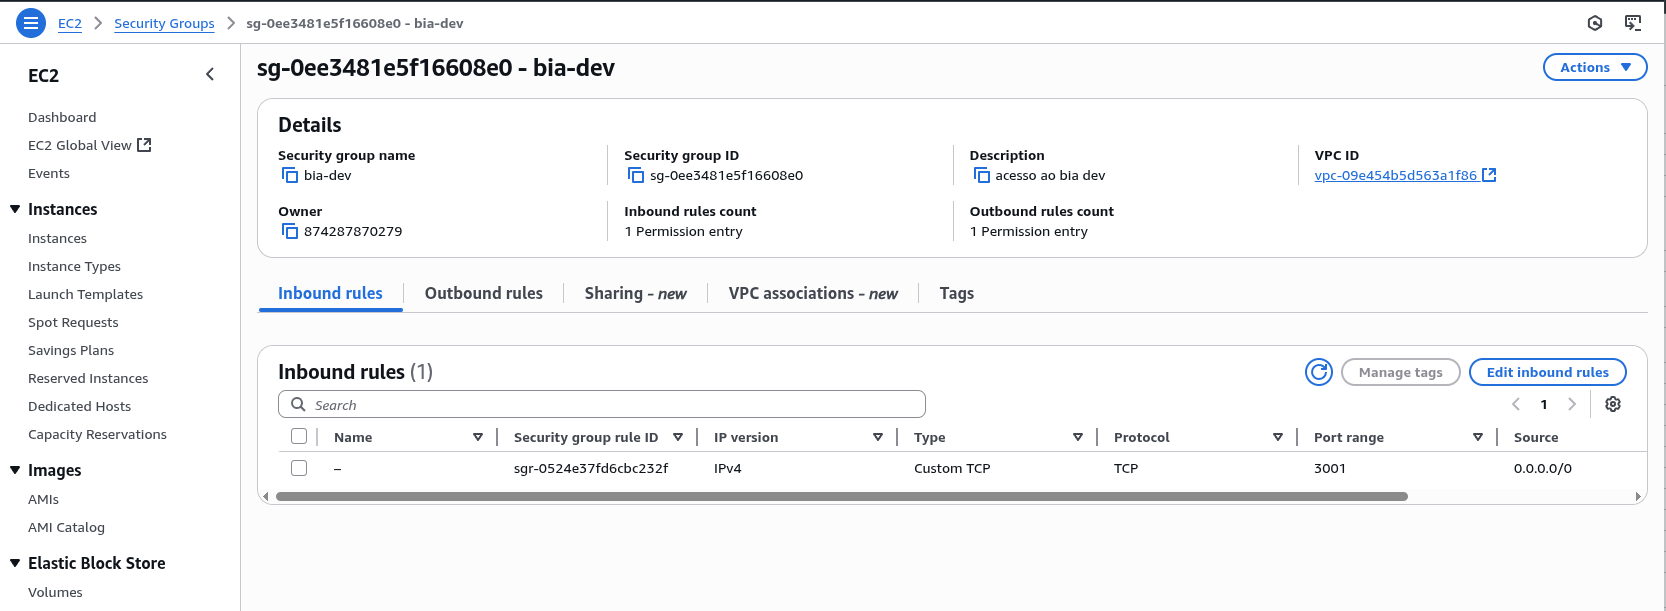 EC2 > Security Groups > sg-0ee3481e5f16608e0 - bia-dev
EC2
Dashboard
EC2 Global View
Events
Instances
Instances
Instance Types
Launch Templates
Spot Requests
Savings Plans
Reserved Instances
Dedicated Hosts
Capacity Reservations
Images
AMIs
AMI Catalog
Elastic Block Store
Volumes
sg-0ee3481e5f16608e0 - bia-dev
Actions
Details
Security group name
bia-dev
Security group ID
sg-0ee3481e5f16608e0
Description
acesso ao bia dev
VPC ID
vpc-09e454b5d563a1f86
Owner
874287870279
Inbound rules count
1 Permission entry
Outbound rules count
1 Permission entry
Inbound rules Outbound rules Sharing - new VPC associations - new Tags
Inbound rules (1)
Manage tags Edit inbound rules
Search
1
Name Security group rule ID IP version Type Protocol Port range Source
– sgr-0524e37fd6cbc232f IPv4 Custom TCP TCP 3001 0.0.0.0/0